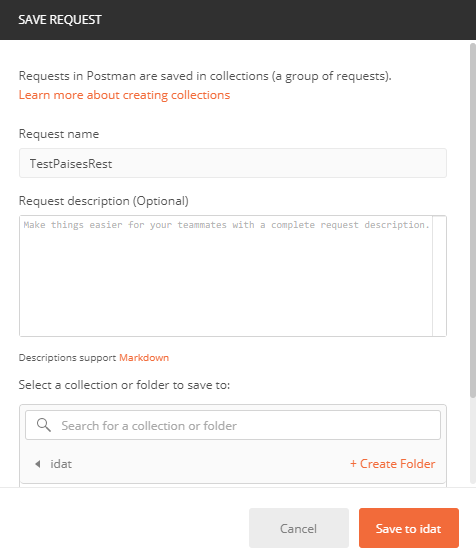 SAVE REQUEST
Requests in Postman are saved in collections (a group of requests).
Learn more about creating collections
Request name
TestPaisesRest
Request description (Optional)
Make things easier for your teammates with a complete request description.
Descriptions support Markdown
Select a collection or folder to save to:
Search for a collection or folder
idat + Create Folder
Cancel Save to idat